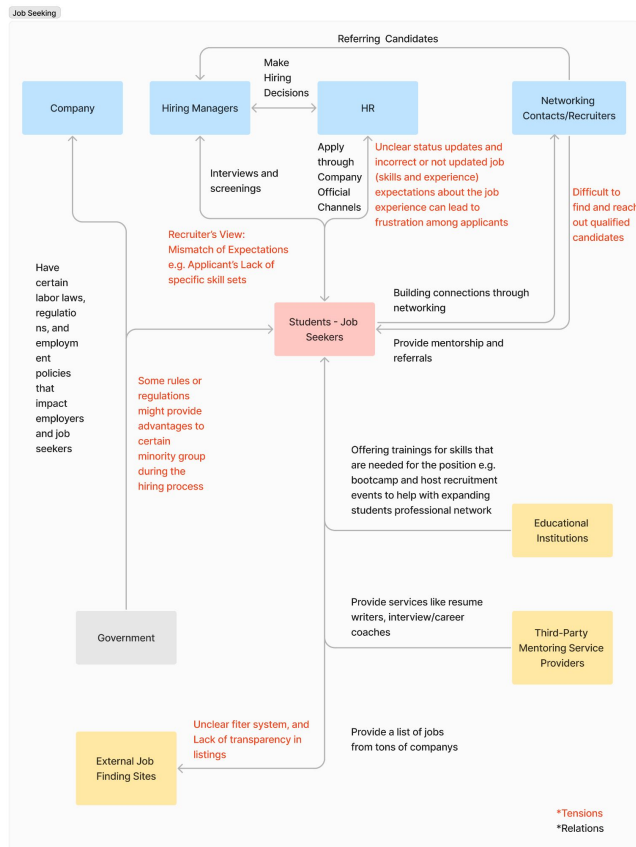 Job Seeking
Referring Candidates
Company
Hiring Managers
Make
Hiring
Decisions
HR
Networking
Contacts/Recruiters
Interviews and
screenings
Apply
through
Company
Official
Channels
Unclear status updates and
incorrect or not updated job
(skills and experience)
expectations about the job
experience can lead to
frustration among applicants
Difficult to
find and reach
out qualified
candidates
Recruiter's View:
Mismatch of Expectations
e.g. Applicant's Lack of
specific skill sets
Have
certain
labor laws,
regulatio
ns, and
employm
ent
policies
that
impact
employers
and job
seekers
Building connections through
networking
Students - Job
Seekers
Provide mentorship and
referrals
Some rules or
regulations
might provide
advantages to
certain
minority group
during the
hiring process
Offering trainings for skills that
are needed for the position e.g.
bootcamp and host recruitment
events to help with expanding
students professional network
Educational
Institutions
Provide services like resume
writers, interview/career
coaches
Government
Third-Party
Mentoring Service
Providers
Unclear fiter system, and
Lack of transparency in
listings
Provide a list of jobs
from tons of companys
External Job
Finding Sites
*Tensions
*Relations